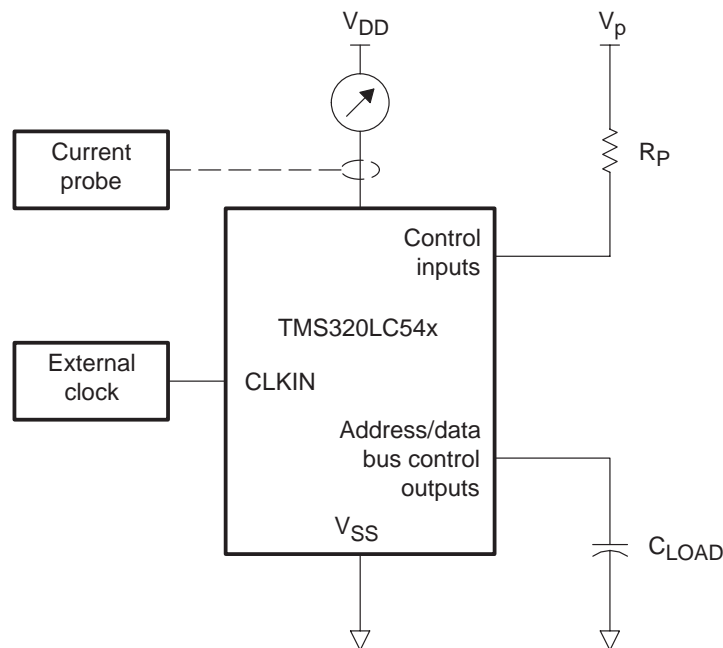 V_DD
V_p
Current
probe
R_P
Control
inputs
TMS320LC54x
External
clock
CLKIN
Address/data
bus control
outputs
V_SS
C_LOAD